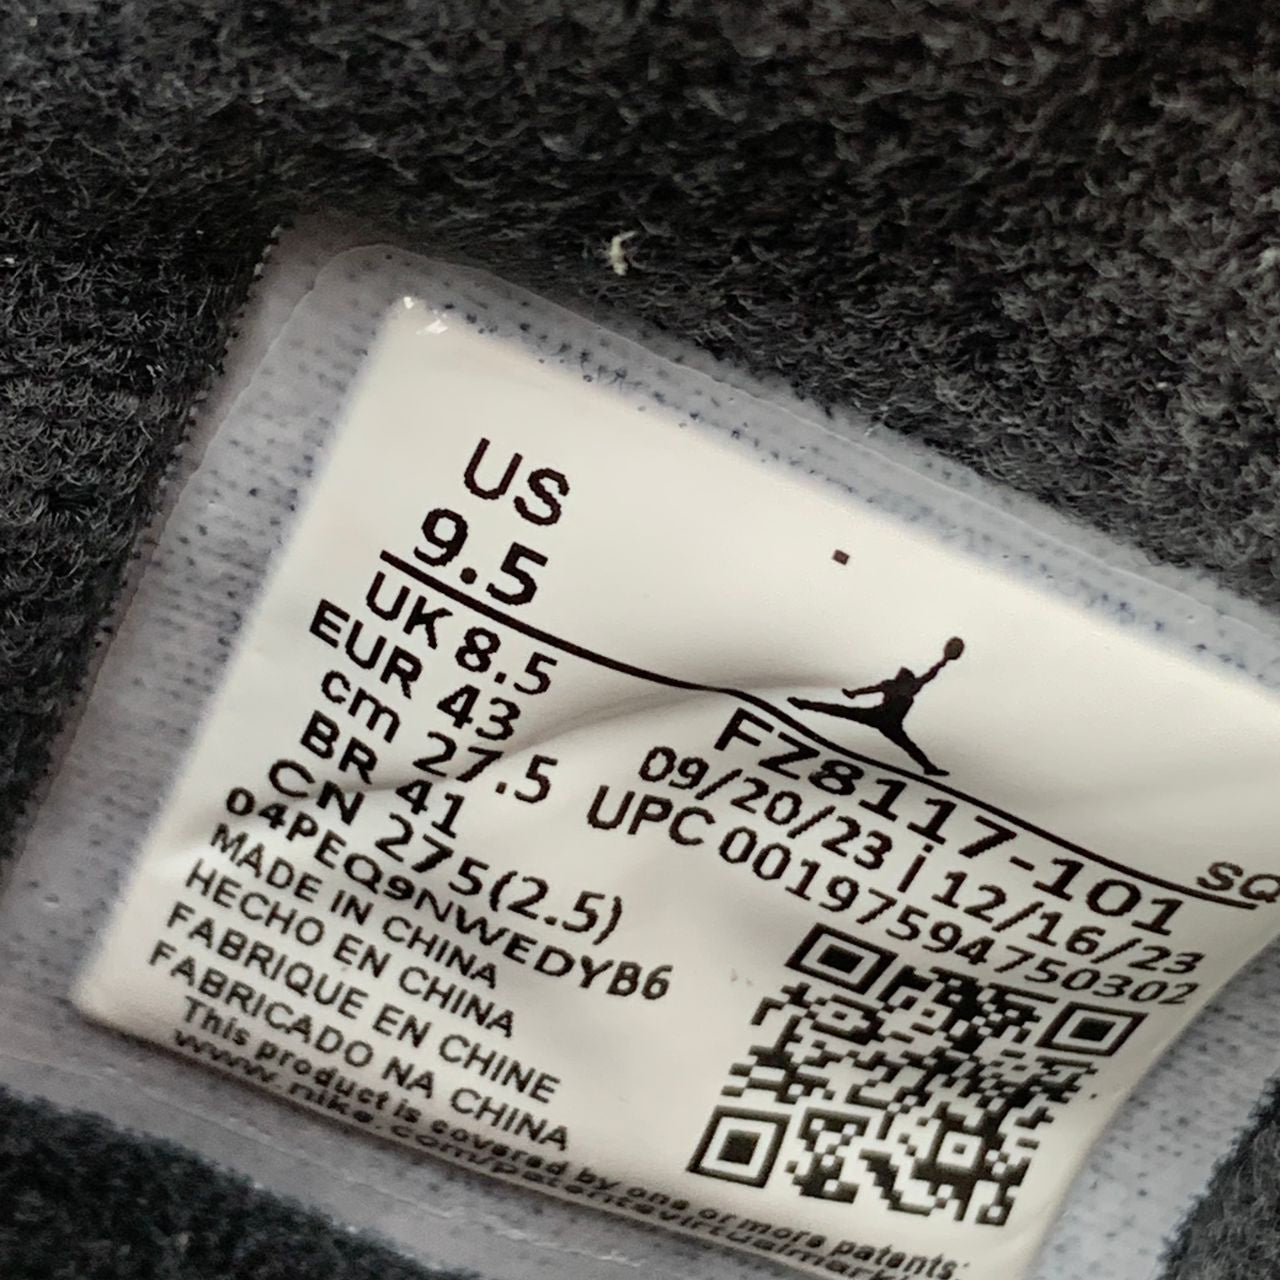 US
9.5
UK 8.5
EUR 43
cm 27.5
BR 41
CN 275(2.5)
04PEQ9NWEDYB6
MADE IN CHINA
HECHO EN CHINA
FABRIQUE EN CHINE
FABRICADO NA CHINA
This product is covered by one or more patents:
www.nike.com/patentsvirtualmark
FZ8117-101
09/20/23 i 12/16/23
UPC 00197594750302
SQ